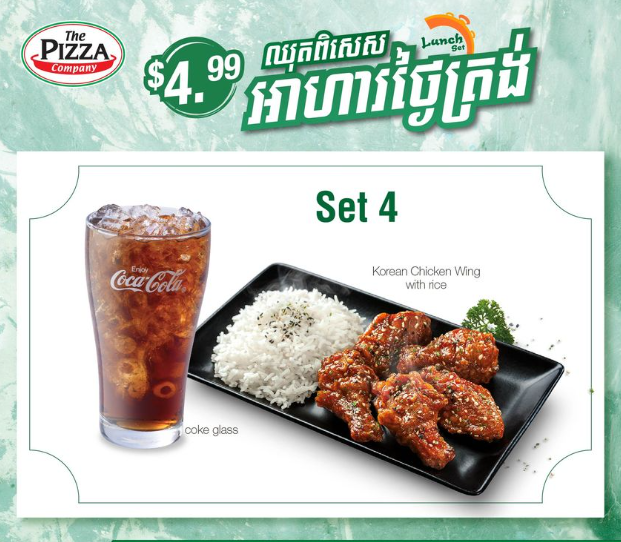 The
PIZZA
Company
$4.99
ឈុតពិសេស
Lunch
Set
អាហារថ្ងៃត្រង់
Set 4
Korean Chicken Wing
with rice
Enjoy
Coca-Cola
coke glass